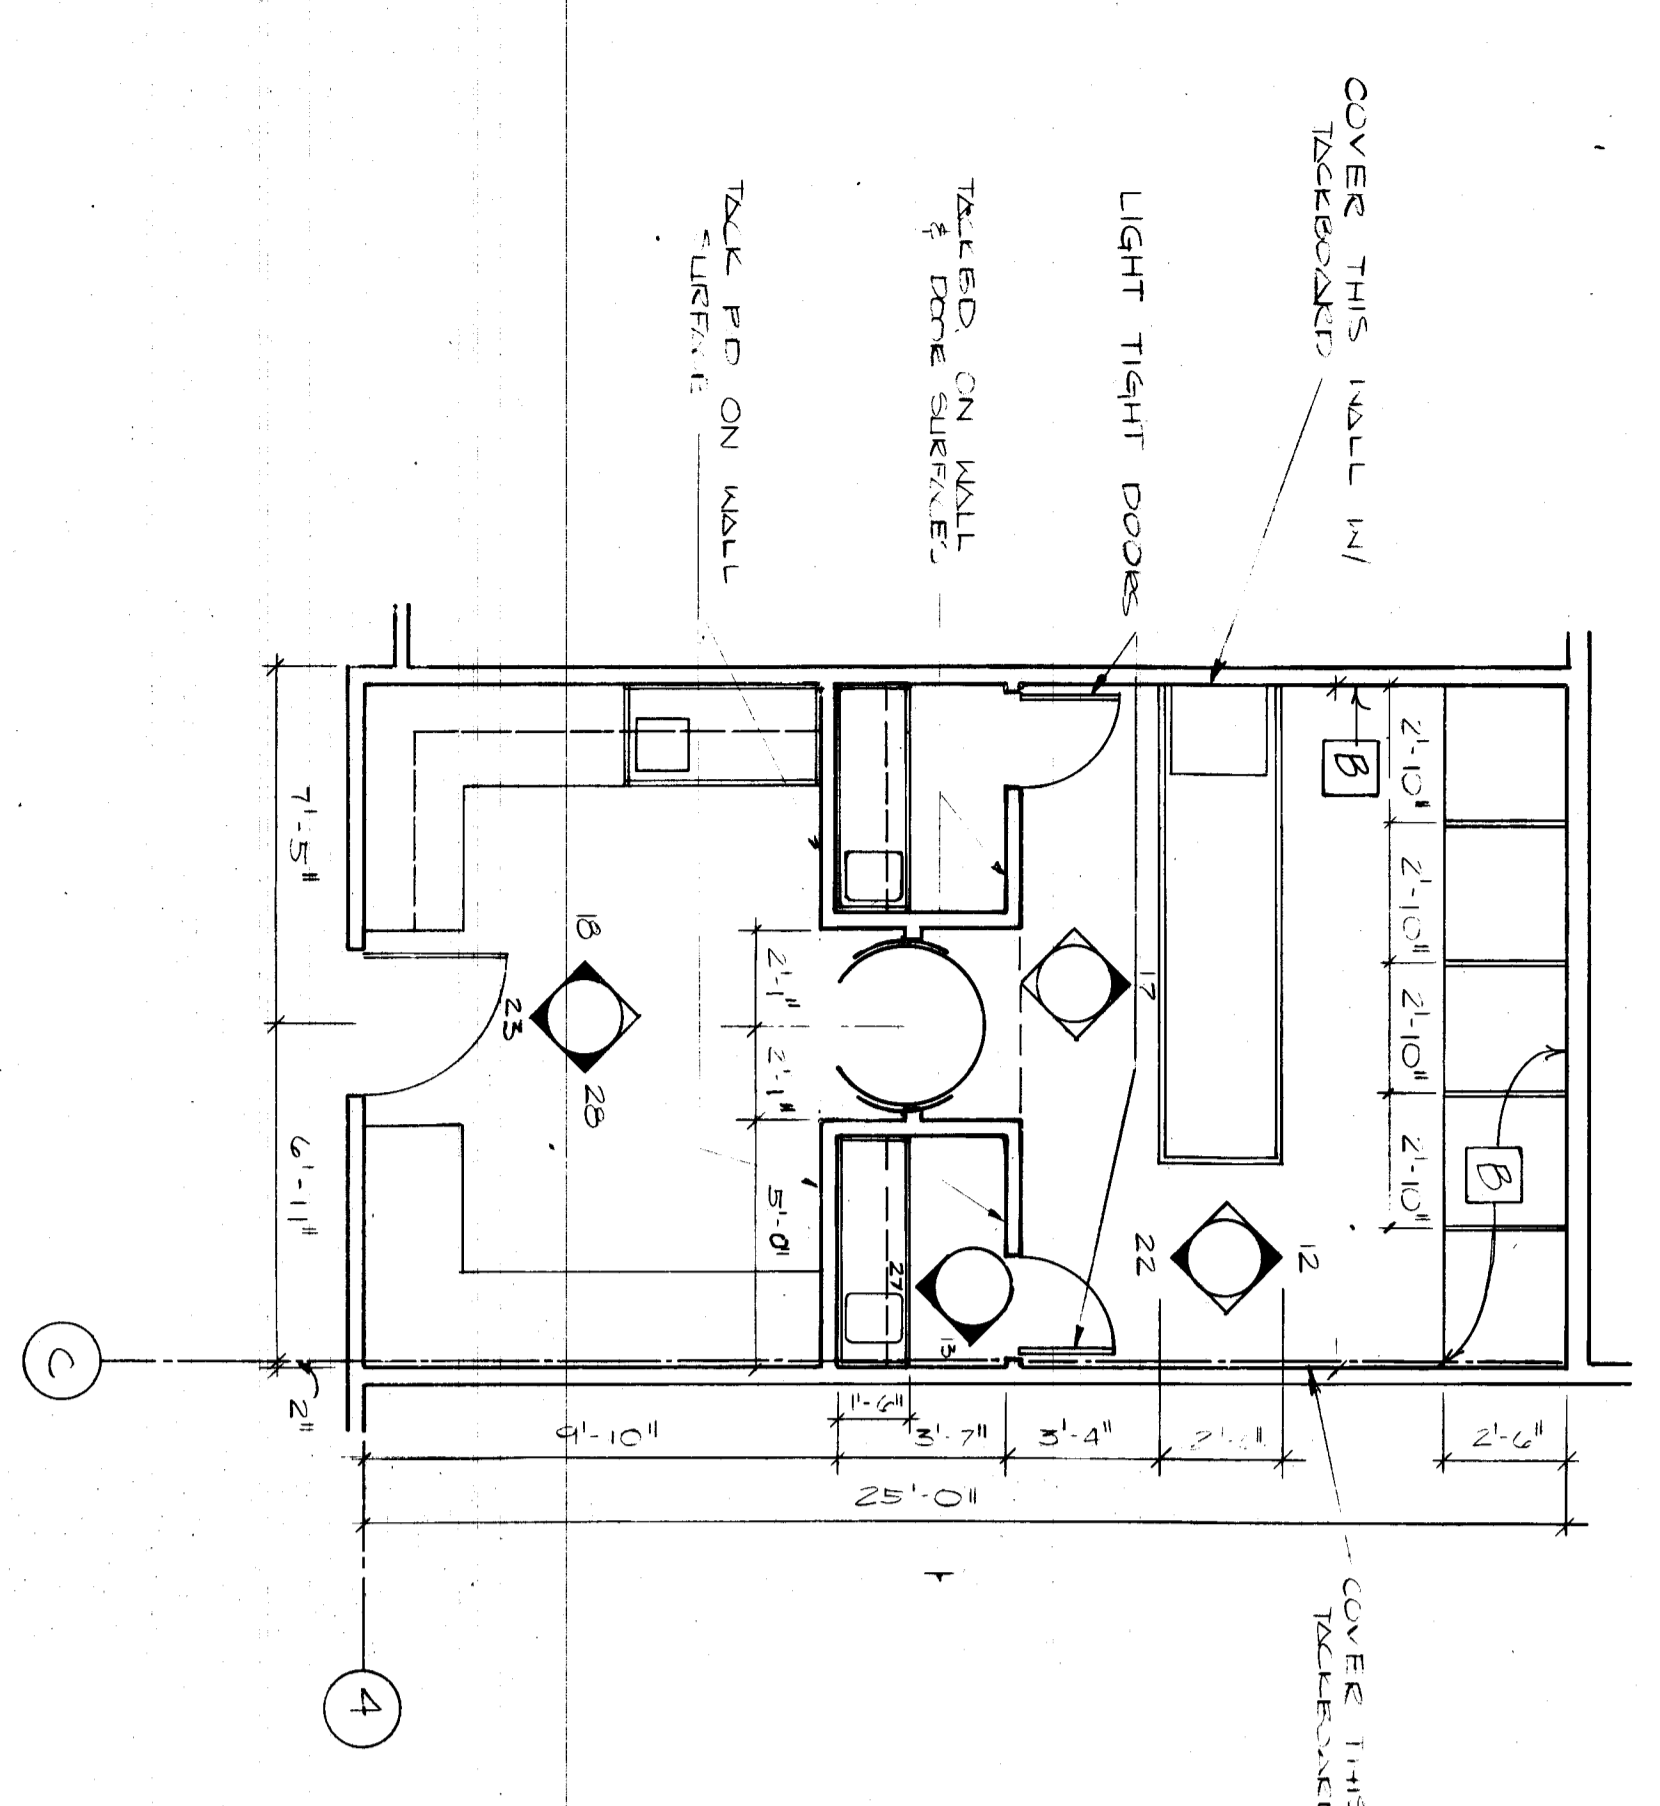 COVER THIS WALL W/
TACKBOARD
LIGHT TIGHT DOORS
TACKBD. ON WALL
& DOOR SURFACES
TACK BD ON WALL
SURFACE
B
2'-10"
2'-10"
2'-10"
2'-10"
B
17
12
22
18
23
28
27
13
2'-1"
2'-1"
5'-0"
7'-5"
6'-11"
2"
1'-6"
9'-10"
3'-7"
3'-4"
2'-6"
25'-0"
C
4
COVER THIS